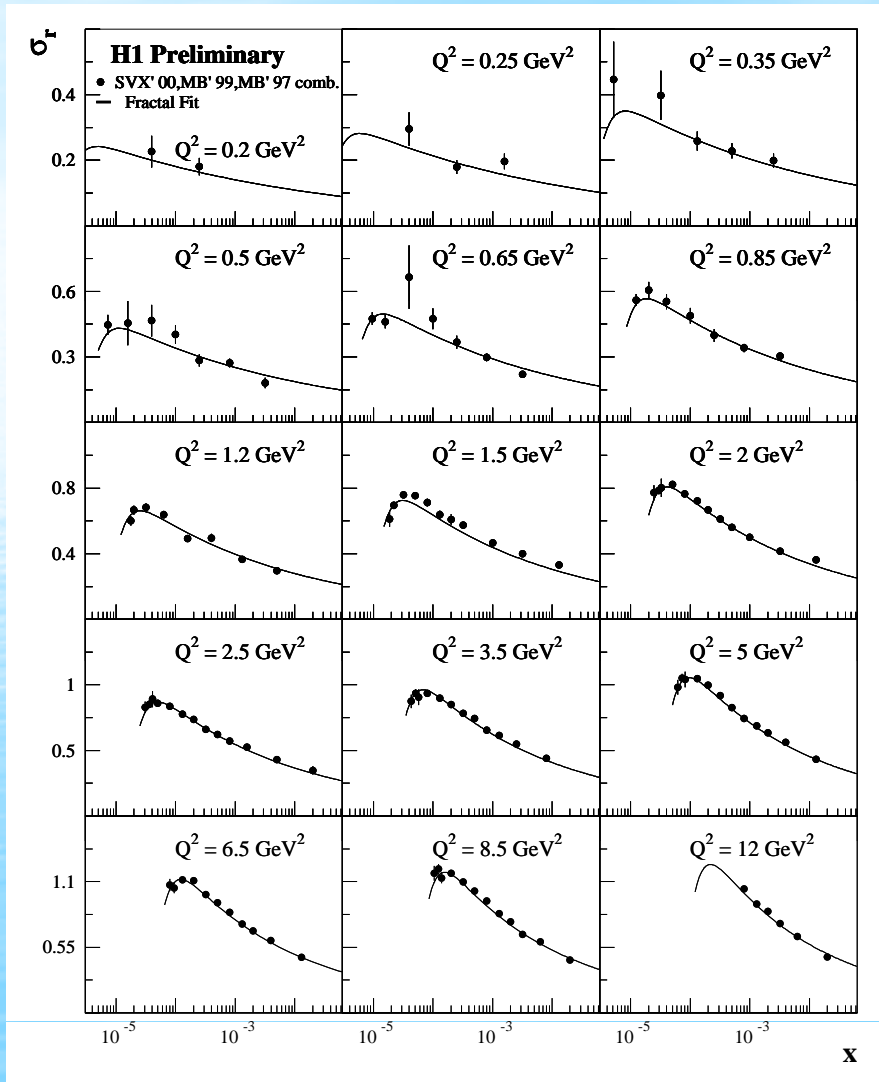 σr
H1 Preliminary
SVX' 00,MB' 99,MB' 97 comb.
Fractal Fit
Q² = 0.2 GeV²
Q² = 0.25 GeV²
Q² = 0.35 GeV²
0.4
0.2
Q² = 0.5 GeV²
Q² = 0.65 GeV²
Q² = 0.85 GeV²
0.6
0.3
Q² = 1.2 GeV²
Q² = 1.5 GeV²
Q² = 2 GeV²
0.8
0.4
Q² = 2.5 GeV²
Q² = 3.5 GeV²
Q² = 5 GeV²
1
0.5
Q² = 6.5 GeV²
Q² = 8.5 GeV²
Q² = 12 GeV²
1.1
0.55
10⁻⁵ 10⁻³ 10⁻⁵ 10⁻³ 10⁻⁵ 10⁻³
x